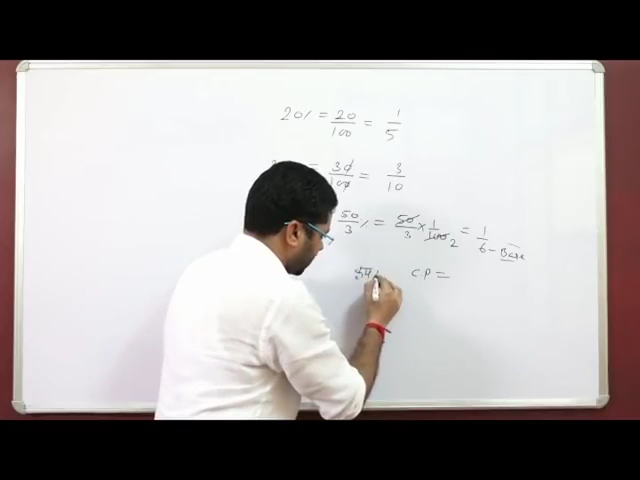 20% = 20/100 = 1/5
= 30/100 = 3/10
50/3 % = 50/3 x 1/100 2 = 1/6 - Base
CP =